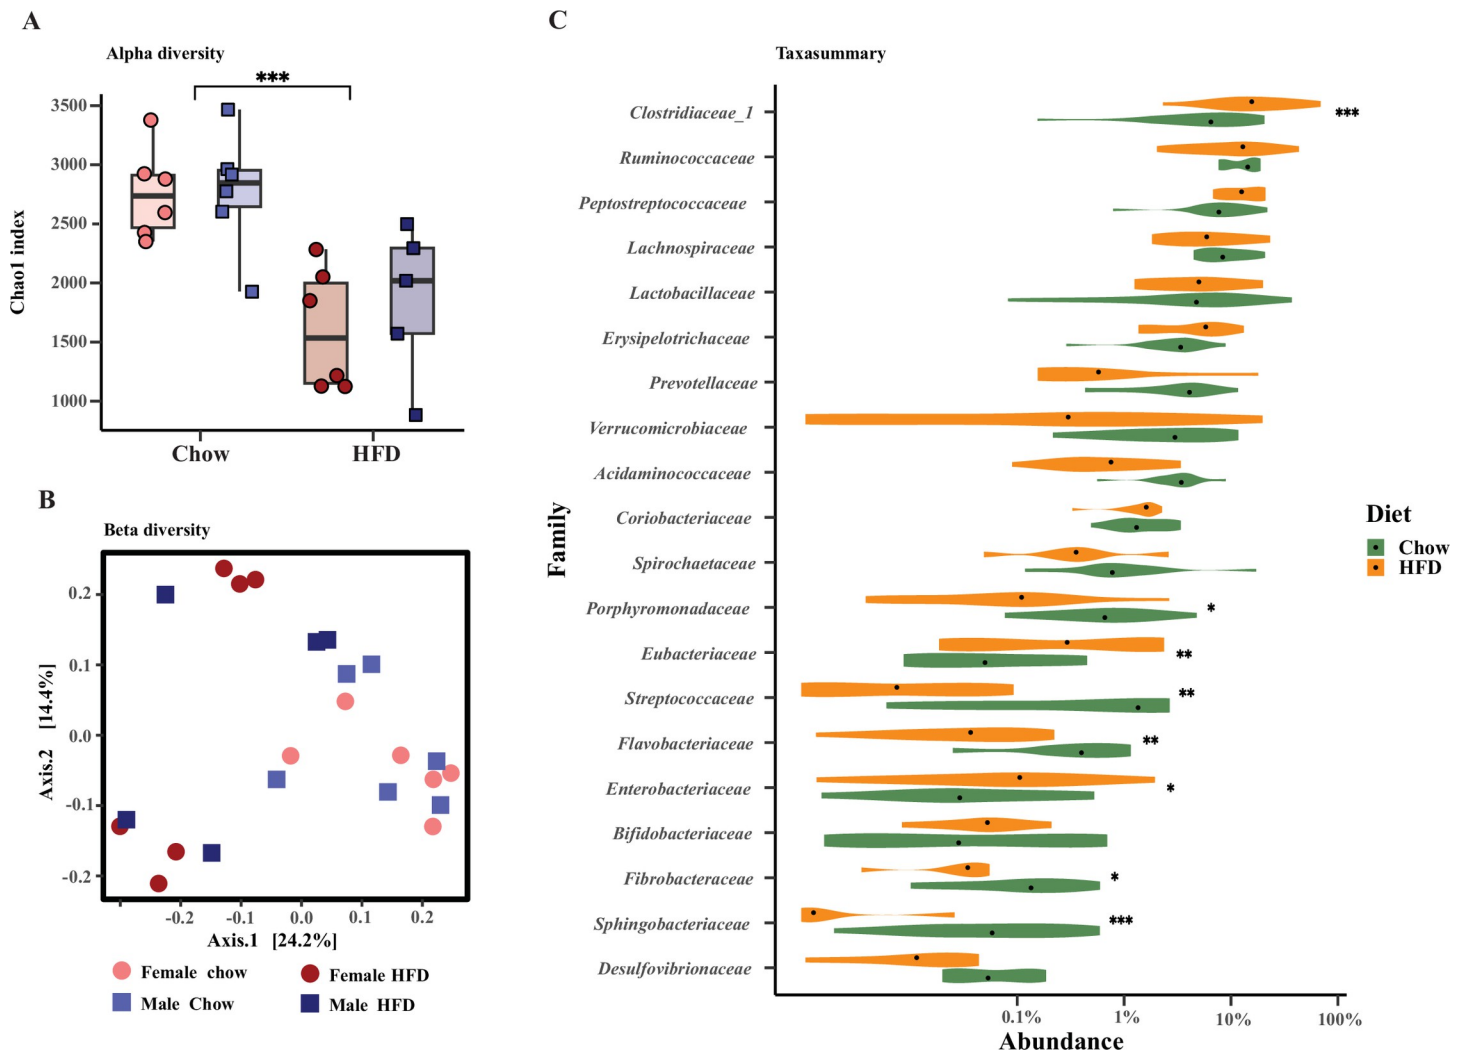 A
Alpha diversity
***
3500
3000
2500
2000
1500
1000
Chao1 index
Chow HFD
B
Beta diversity
0.2
0.1
0.0
-0.1
-0.2
Axis.2 [14.4%]
-0.2 -0.1 0.0 0.1 0.2
Axis.1 [24.2%]
Female chow Female HFD
Male Chow Male HFD
C
Taxasummary
Clostridiaceae_1 ***
Ruminococcaceae
Peptostreptococcaceae
Lachnospiraceae
Lactobacillaceae
Erysipelotrichaceae
Prevotellaceae
Verrucomicrobiaceae
Acidaminococcaceae
Coriobacteriaceae
Spirochaetaceae
Porphyromonadaceae *
Eubacteriaceae **
Streptococcaceae **
Flavobacteriaceae **
Enterobacteriaceae *
Bifidobacteriaceae
Fibrobacteraceae *
Sphingobacteriaceae ***
Desulfovibrionaceae
Family
0.1% 1% 10% 100%
Abundance
Diet
Chow
HFD